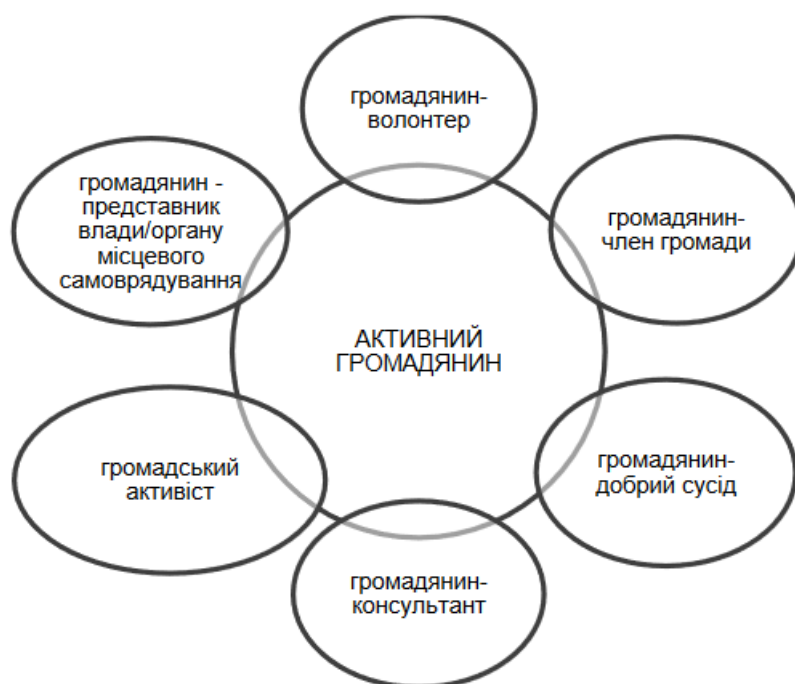 громадянин-
волонтер
громадянин -
представник
влади/органу
місцевого
самоврядування
громадянин-
член громади
АКТИВНИЙ
ГРОМАДЯНИН
громадський
активіст
громадянин-
добрий сусід
громадянин-
консультант